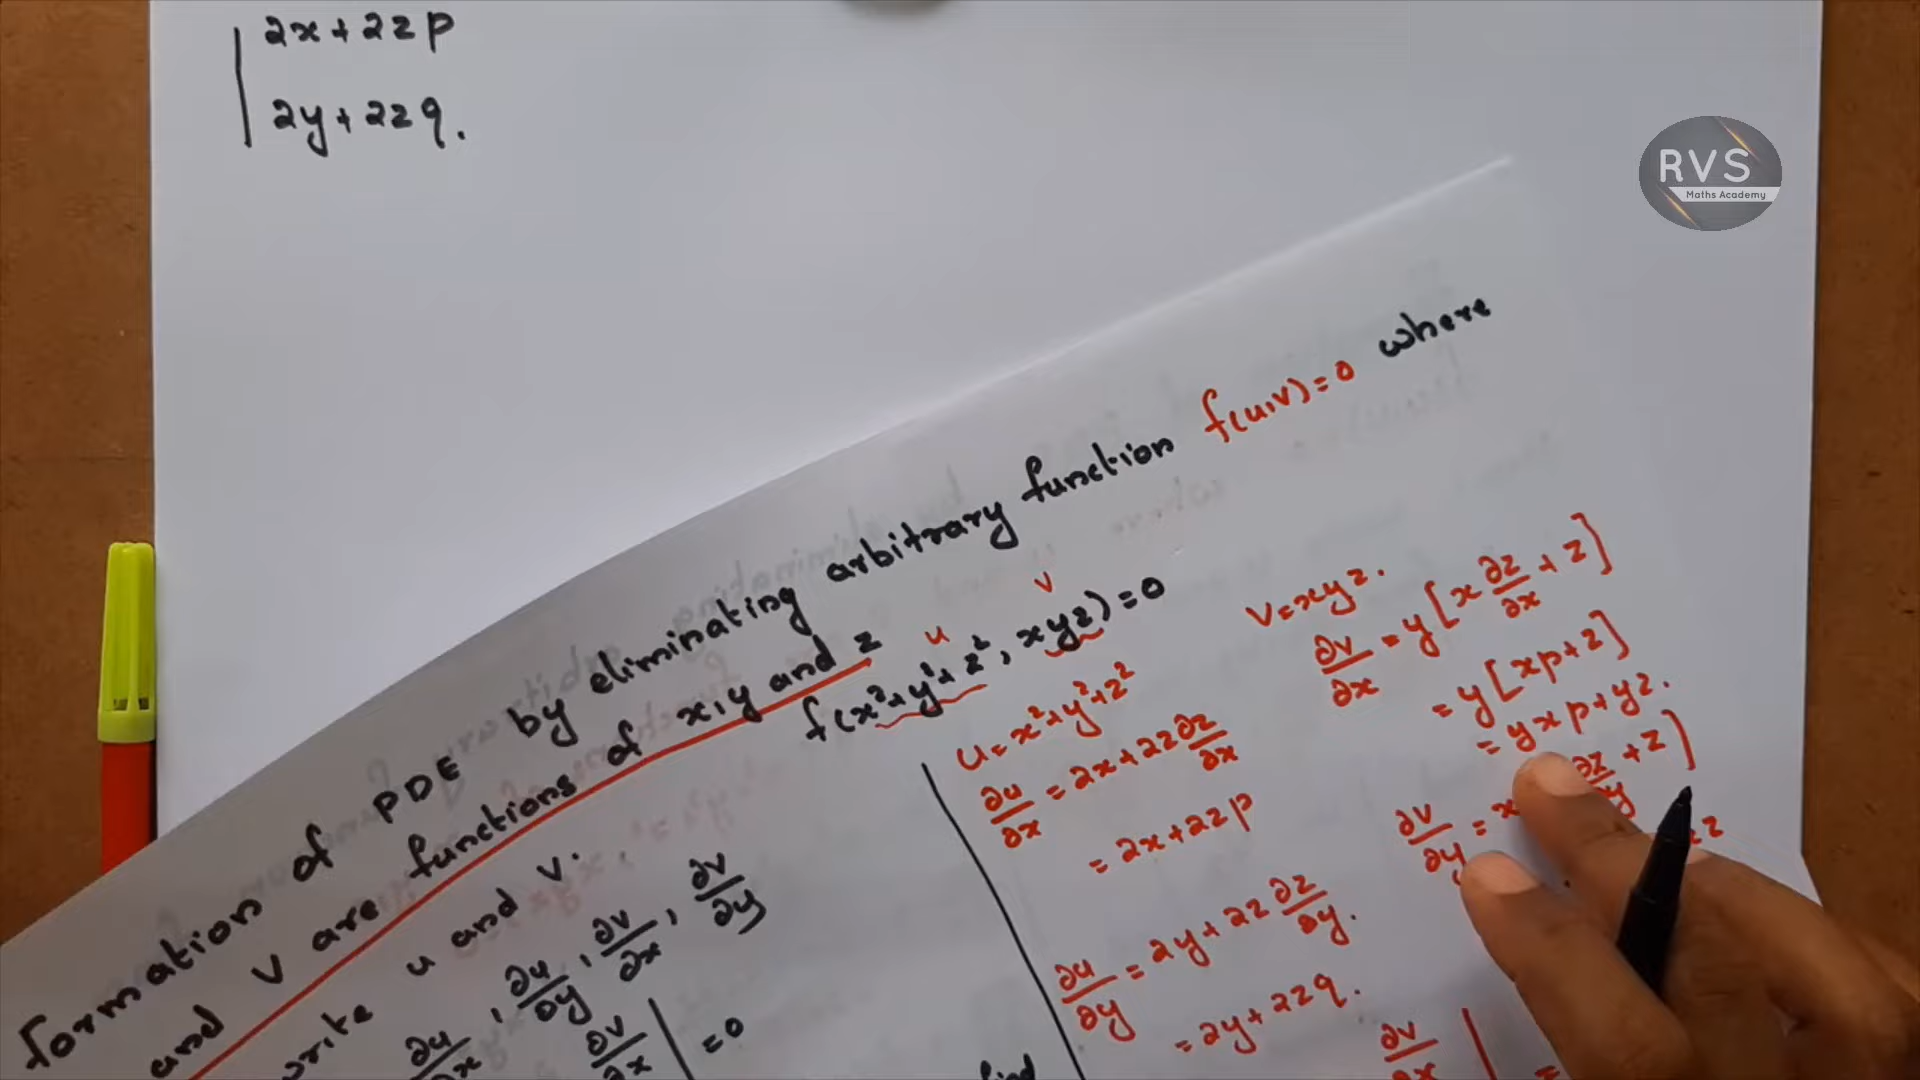 2x+2zp
2y+2zq.
RVS
Maths Academy
formation of PDE by eliminating arbitrary function f(u,v)=0 where
and v are functions of x,y and z
f(x²+y²+z², xyz)=0
u
v
write u and v.
∂u/∂x, ∂u/∂y, ∂v/∂x, ∂v/∂y
∂v/∂x | =0
find
u=x²+y²+z²
∂u/∂x = 2x+2z ∂z/∂x
= 2x+2zp
∂u/∂y = 2y+2z ∂z/∂y.
= 2y+2zq.
v=xyz.
∂v/∂x = y[x ∂z/∂x + z]
= y[xp+z]
= yxp+yz.
∂v/∂y = x ∂z/∂y + z]
∂v/∂x | =